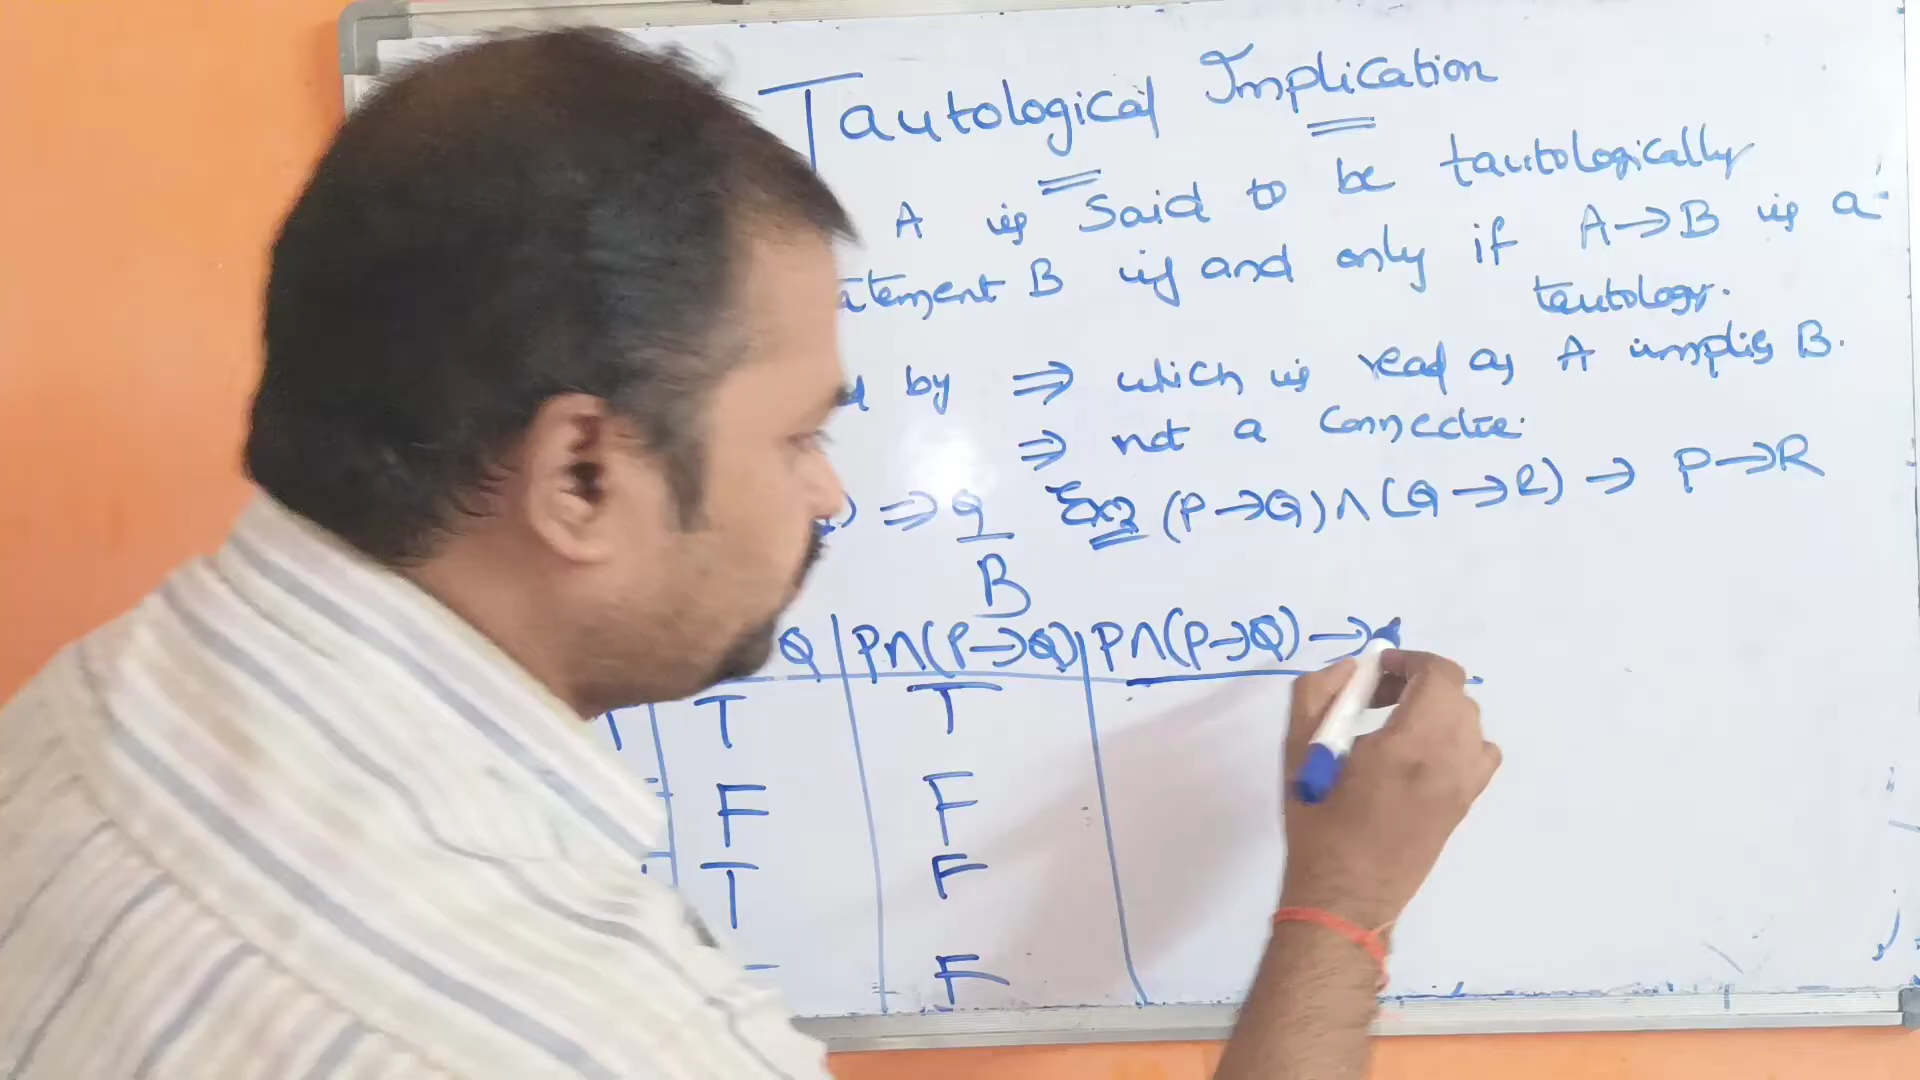 Tautological Implication
A is said to be tautologically
atement B if and only if A→B is a
tautology.
by ⇒ which is read as A implies B.
⇒ not a Connective.
) ⇒ Q Ex2 (P→Q)∧(Q→R) → P→R
B
Q P∧(P→Q) P∧(P→Q) →
T T T
F F
T F
F